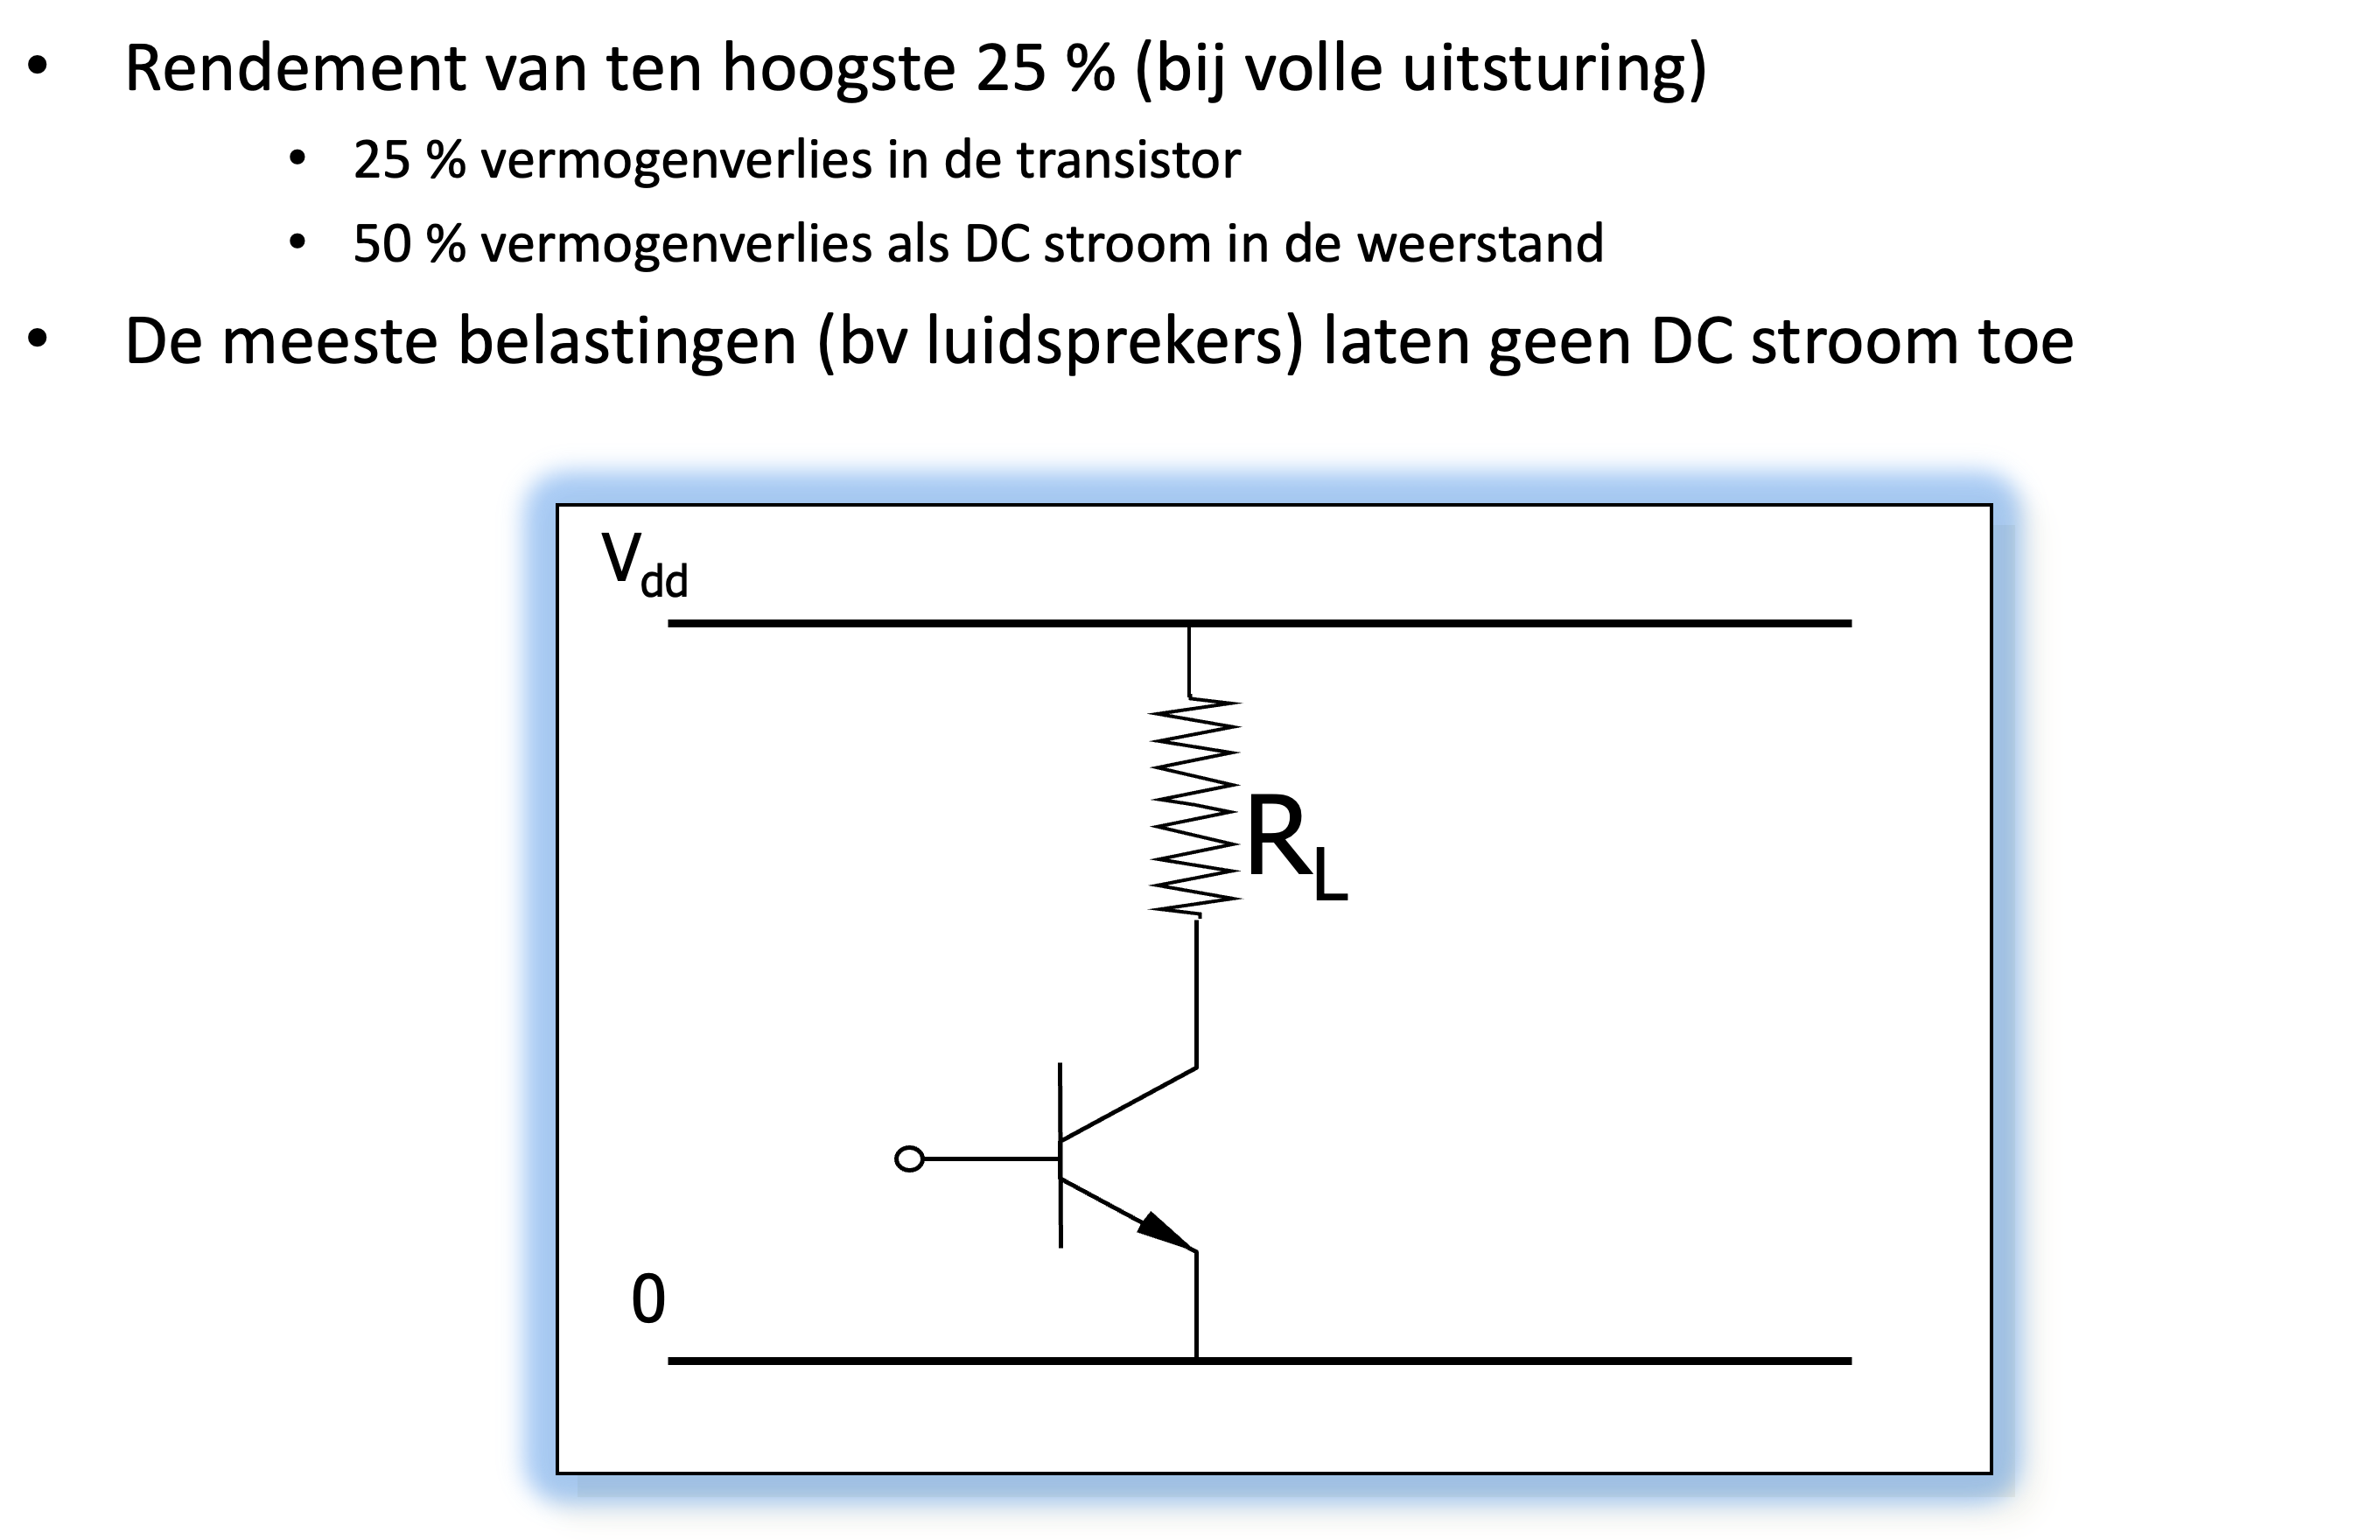 • Rendement van ten hoogste 25 % (bij volle uitsturing)
• 25 % vermogenverlies in de transistor
• 50 % vermogenverlies als DC stroom in de weerstand
• De meeste belastingen (bv luidsprekers) laten geen DC stroom toe
Vdd
RL
0